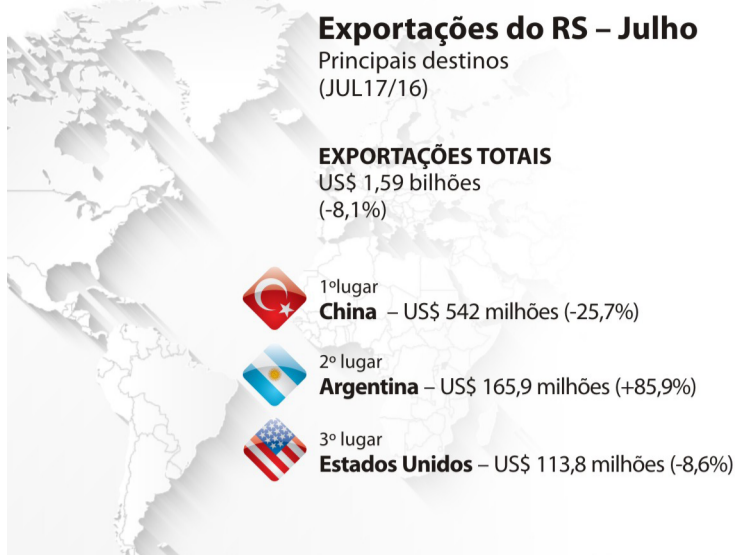 Exportações do RS – Julho
Principais destinos
(JUL17/16)
EXPORTAÇÕES TOTAIS
US$ 1,59 bilhões
(-8,1%)
1ºlugar
China – US$ 542 milhões (-25,7%)
2º lugar
Argentina – US$ 165,9 milhões (+85,9%)
3º lugar
Estados Unidos – US$ 113,8 milhões (-8,6%)